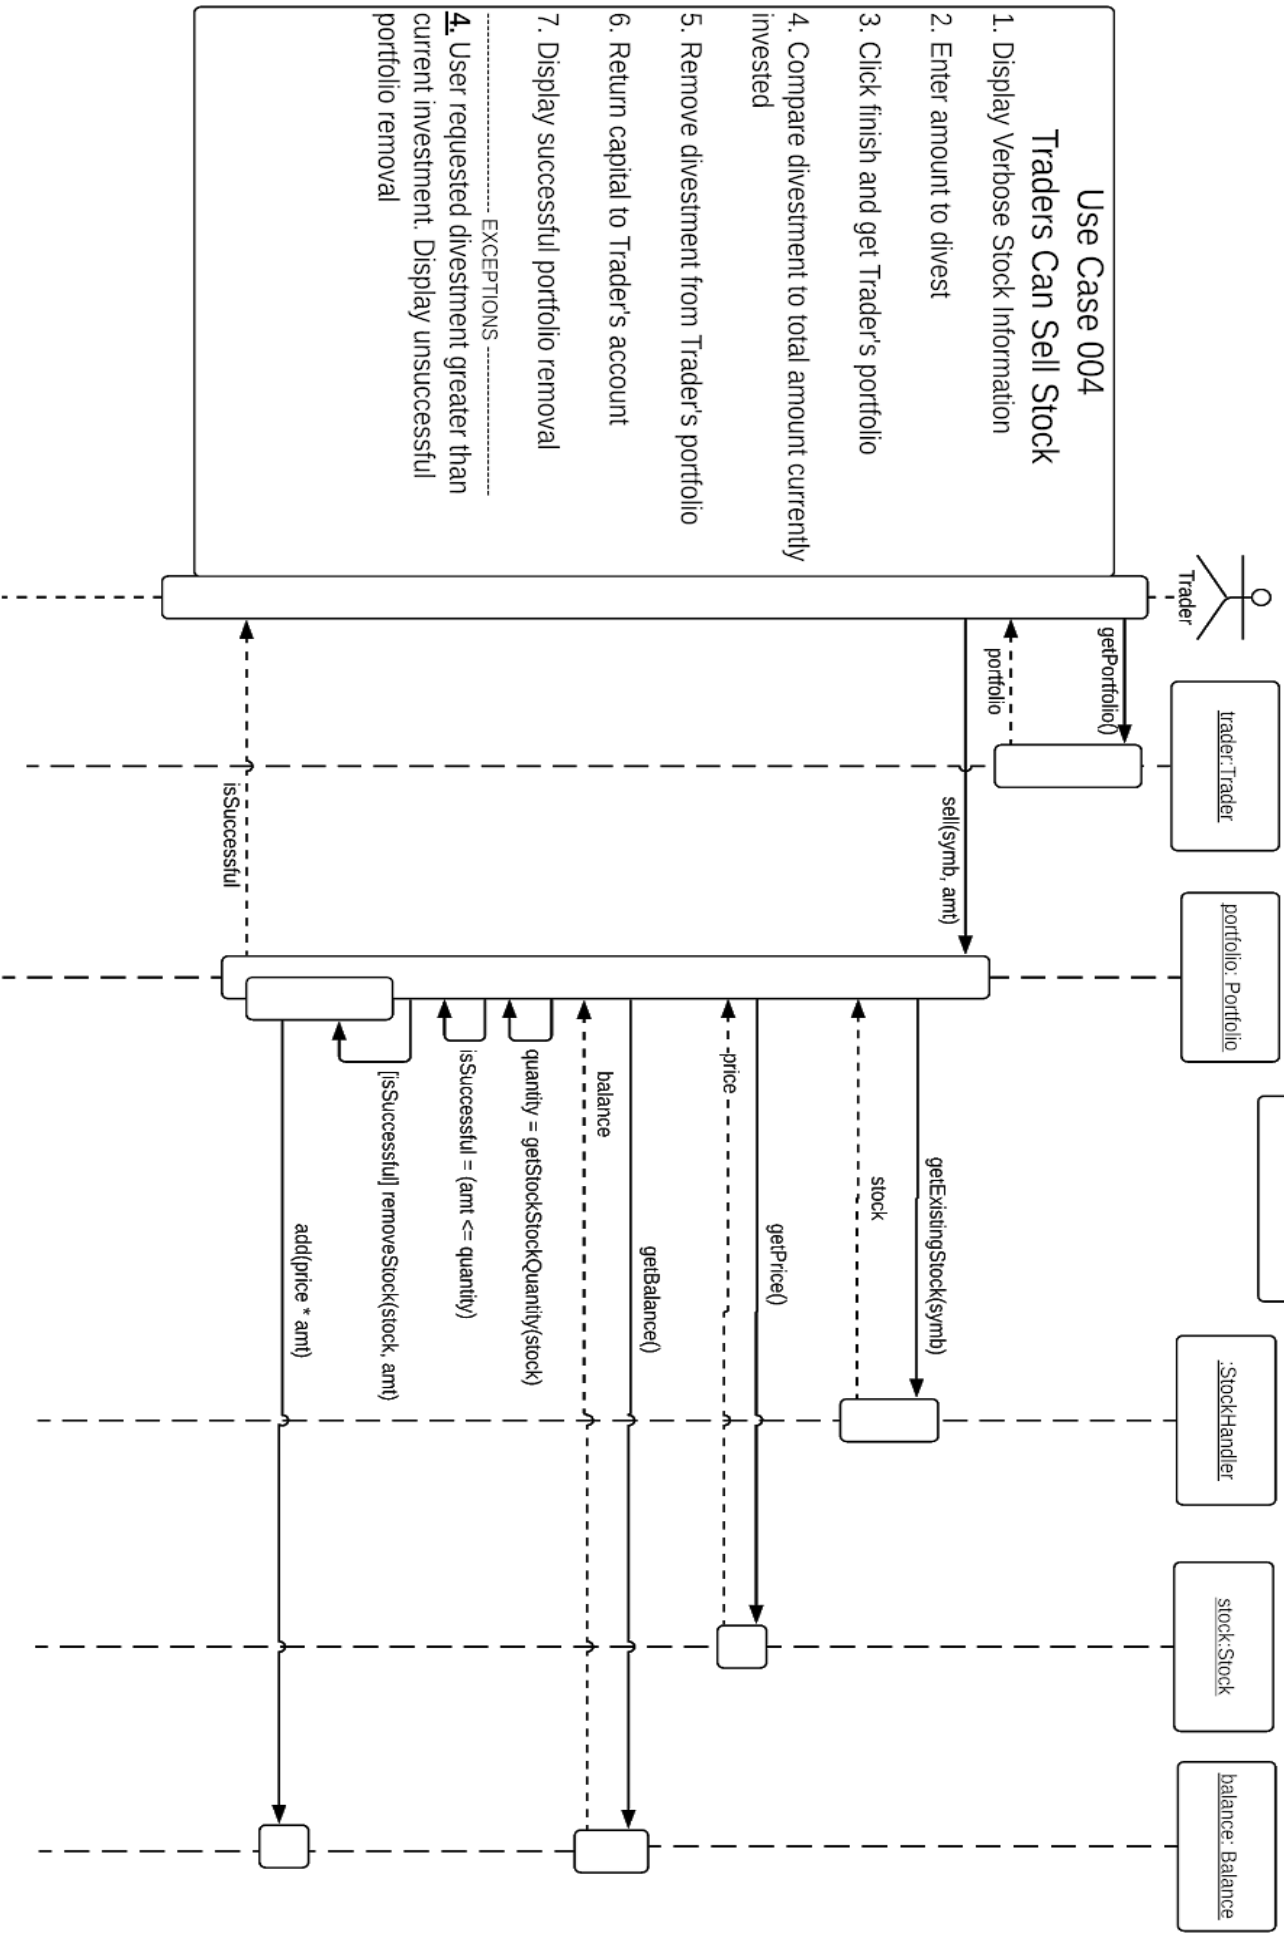 Use Case 004
Traders Can Sell Stock
1. Display Verbose Stock Information
2. Enter amount to divest
3. Click finish and get Trader's portfolio
4. Compare divestment to total amount currently
invested
5. Remove divestment from Trader's portfolio
6. Return capital to Trader's account
7. Display successful portfolio removal
---------------------------- EXCEPTIONS ---------------------
4. User requested divestment greater than
current investment. Display unsuccessful
portfolio removal
Trader
trader:Trader
portfolio: Portfolio
:StockHandler
stock:Stock
balance: Balance
getPortfolio()
portfolio
sell(symb, amt)
getExistingStock(symb)
stock
getPrice()
price
getBalance()
balance
quantity = getStockStockQuantity(stock)
isSuccessful = (amt <= quantity)
[isSuccessful] removeStock(stock, amt)
add(price * amt)
isSuccessful